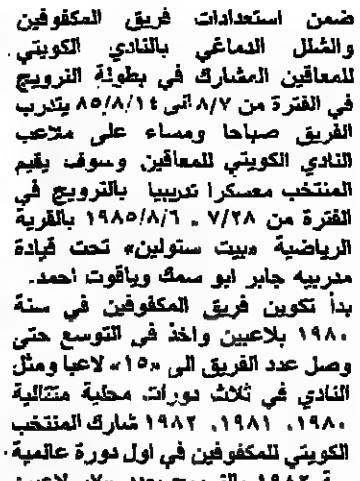 ضمن استعدادات فريق المكفوفين
والشلل الدماغي بالنادي الكويتي
للمعاقين المشارك في بطولة النرويج
في الفترة من ٨/٧ الى ٨٥/٨/١٤ يتدرب
الفريق صباحا ومساء على ملاعب
النادي الكويتي للمعاقين وسوف يقيم
المنتخب معسكرا تدريبيا بالنرويج في
الفترة من ٧/٢٨ - ١٩٨٥/٨/٦ بالقرية
الرياضية «بيت ستولين» تحت قيادة
مدربيه جابر ابو سمك وياقوت احمد.
بدأ تكوين فريق المكفوفين في سنة
١٩٨٠ بلاعبين واخذ في التوسع حتى
وصل عدد الفريق الى «١٥» لاعبا ومثل
النادي في ثلاث دورات محلية متتالية
١٩٨٠، ١٩٨١، ١٩٨٢ شارك المنتخب
الكويتي للمكفوفين في اول دورة عالمية